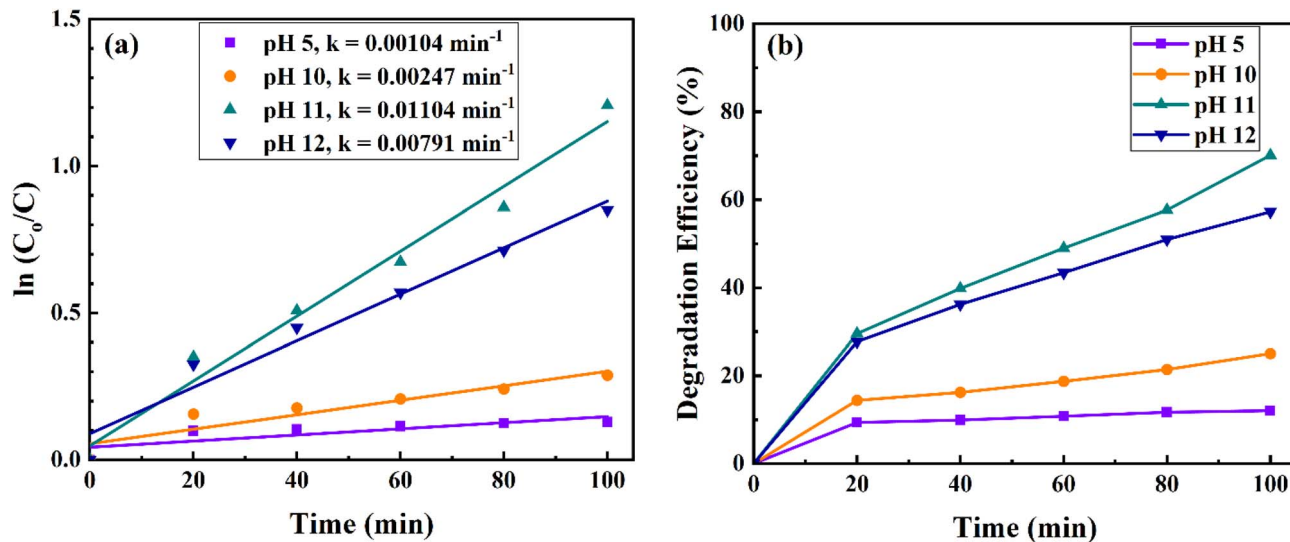 (a)
pH 5, k = 0.00104 min⁻¹
pH 10, k = 0.00247 min⁻¹
pH 11, k = 0.01104 min⁻¹
pH 12, k = 0.00791 min⁻¹
ln (C₀/C)
1.5
1.0
0.5
0.0
0 20 40 60 80 100
Time (min)
(b)
pH 5
pH 10
pH 11
pH 12
Degradation Efficiency (%)
100
80
60
40
20
0
0 20 40 60 80 100
Time (min)